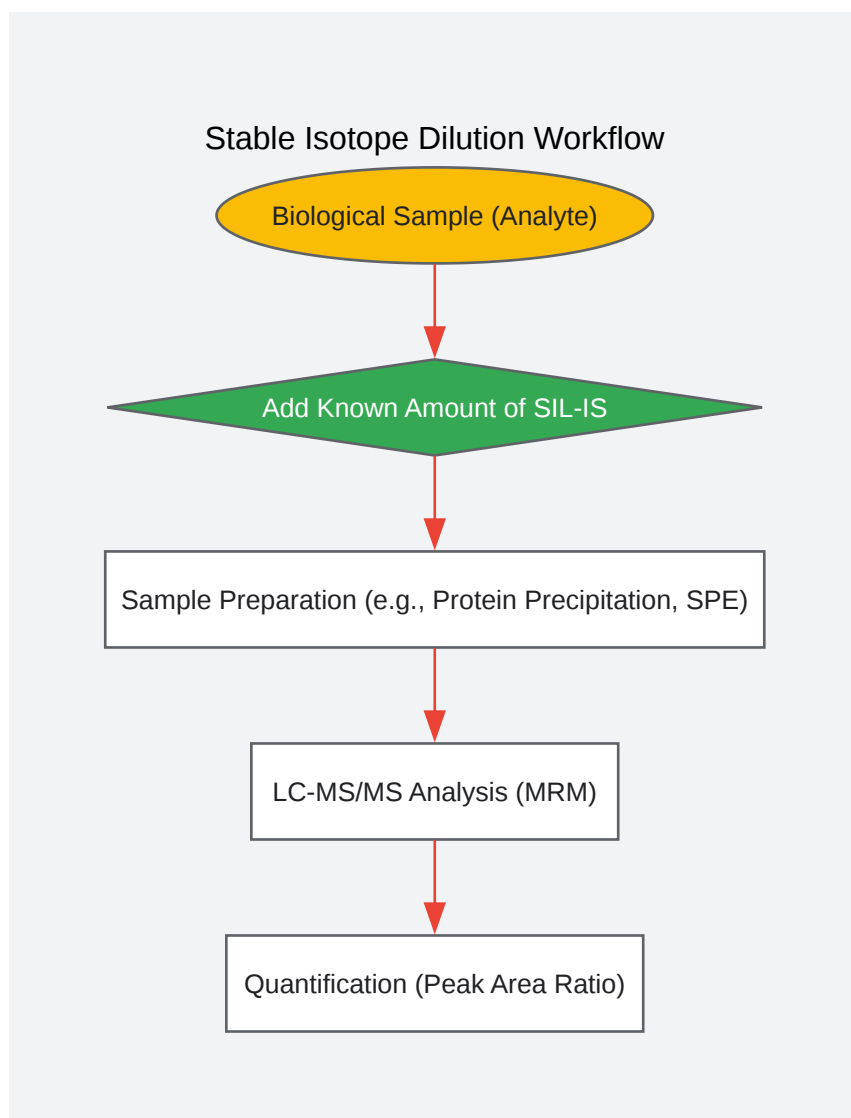 Stable Isotope Dilution Workflow
Biological Sample (Analyte)
Add Known Amount of SIL-IS
Sample Preparation (e.g., Protein Precipitation, SPE)
LC-MS/MS Analysis (MRM)
Quantification (Peak Area Ratio)